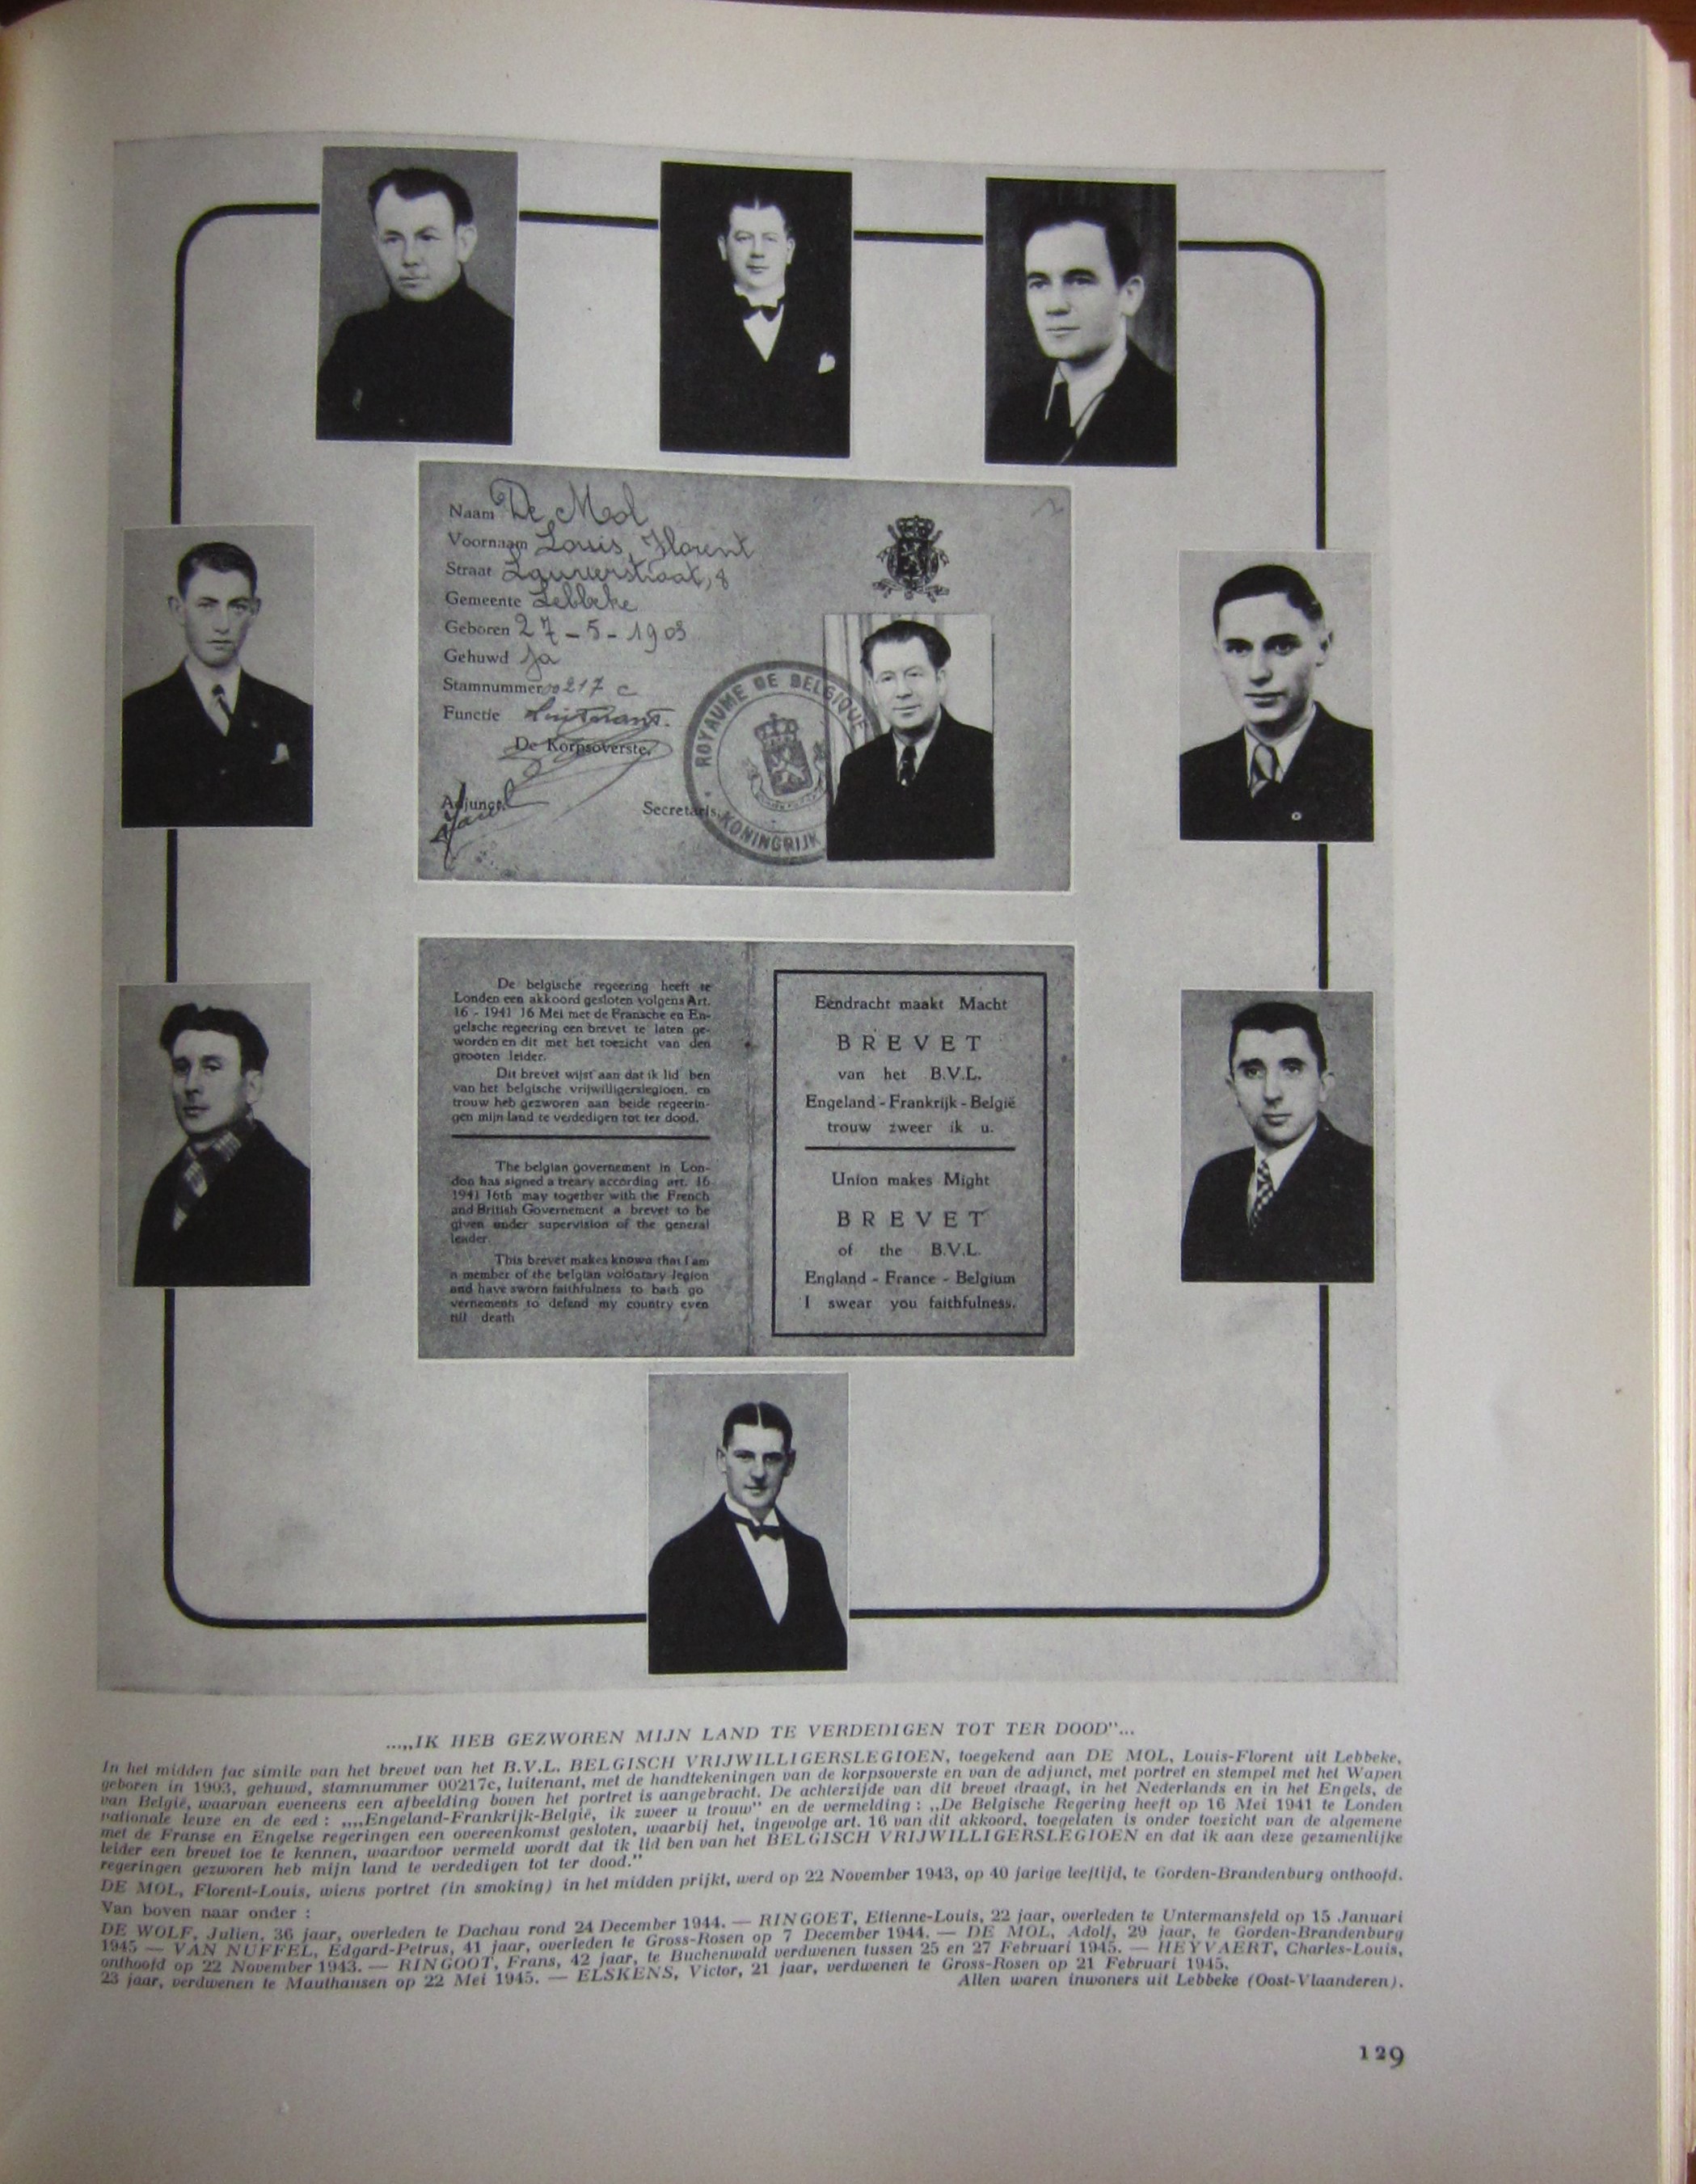 Naam De Mol
Voornaam Louis, Florent
Straat Laurierstraat, 8
Gemeente Lebbeke
Geboren 27-5-1903
Gehuwd Ja
Stamnummer 00217 c
Functie Luitenant.
De Korpsoverste,
Adjunct,
Secretaris,
ROYAUME DE BELGIQUE
KONINGRIJK
De belgische regeering heeft te
Londen een akkoord gesloten volgens Art.
16 - 1941 16 Mei met de Fransche en En-
gelsche regeering een brevet te laten ge-
worden en dit met het toezicht van den
grooten leider.
Dit brevet wijst aan dat ik lid ben
van het belgische vrijwilligerslegioen, en
trouw heb gezworen aan beide regeerin-
gen mijn land te verdedigen tot ter dood.
The belgian governement in Lon-
don has signed a treary according art. 16
1941 16th may together with the French
and British Governement a brevet to be
given under supervision of the general
leader.
This brevet makes known that I am
a member of the belgian voloatary legion
and have sworn faithfulness to bath go
vernements to defend my country even
till death
Eendracht maakt Macht
BREVET
van het B.V.L.
Engeland - Frankrijk - België
trouw zweer ik u.
Union makes Might
BREVET
of the B.V.L.
England - France - Belgium
I swear you faithfulness.
...„IK HEB GEZWOREN MIJN LAND TE VERDEDIGEN TOT TER DOOD"...
In het midden fac simile van het brevet van het B.V.L. BELGISCH VRIJWILLIGERSLEGIOEN, toegekend aan DE MOL, Louis-Florent uit Lebbeke,
geboren in 1903, gehuwd, stamnummer 00217c, luitenant, met de handtekeningen van de korpsoverste en van de adjunct, met portret en stempel met het Wapen
van België, waarvan eveneens een afbeelding boven het portret is aangebracht. De achterzijde van dit brevet draagt, in het Nederlands en in het Engels, de
nationale leuze en de eed : „„Engeland-Frankrijk-België, ik zweer u trouw" en de vermelding : „De Belgische Regering heeft op 16 Mei 1941 te Londen
met de Franse en Engelse regeringen een overeenkomst gesloten, waarbij het, ingevolge art. 16 van dit akkoord, toegelaten is onder toezicht van de algemene
leider een brevet toe te kennen, waardoor vermeld wordt dat ik lid ben van het BELGISCH VRIJWILLIGERSLEGIOEN en dat ik aan deze gezamenlijke
regeringen gezworen heb mijn land te verdedigen tot ter dood."
DE MOL, Florent-Louis, wiens portret (in smoking) in het midden prijkt, werd op 22 November 1943, op 40 jarige leeftijd, te Gorden-Brandenburg onthoofd.
Van boven naar onder :
DE WOLF, Julien, 36 jaar, overleden te Dachau rond 24 December 1944. — RINGOET, Etienne-Louis, 22 jaar, overleden te Untermansfeld op 15 Januari
1945 — VAN NUFFEL, Edgard-Petrus, 41 jaar, overleden te Gross-Rosen op 7 December 1944. — DE MOL, Adolf, 29 jaar, te Gorden-Brandenburg
onthoofd op 22 November 1943. — RINGOOT, Frans, 42 jaar, te Buchenwald verdwenen tussen 25 en 27 Februari 1945. — HEYVAERT, Charles-Louis,
23 jaar, verdwenen te Mauthausen op 22 Mei 1945. — ELSKENS, Victor, 21 jaar, verdwenen te Gross-Rosen op 21 Februari 1945.
Allen waren inwoners uit Lebbeke (Oost-Vlaanderen).
129